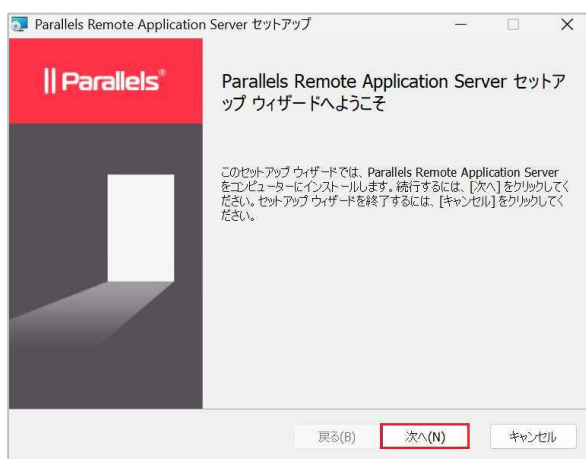 Parallels Remote Application Server セットアップ
|| Parallels®
Parallels Remote Application Server セットア
ップ ウィザードへようこそ
このセットアップ ウィザードでは、Parallels Remote Application Server
をコンピューターにインストールします。続行するには、[次へ] をクリックしてく
ださい。セットアップ ウィザードを終了するには、[キャンセル] をクリックしてく
ださい。
戻る(B)
次へ(N)
キャンセル